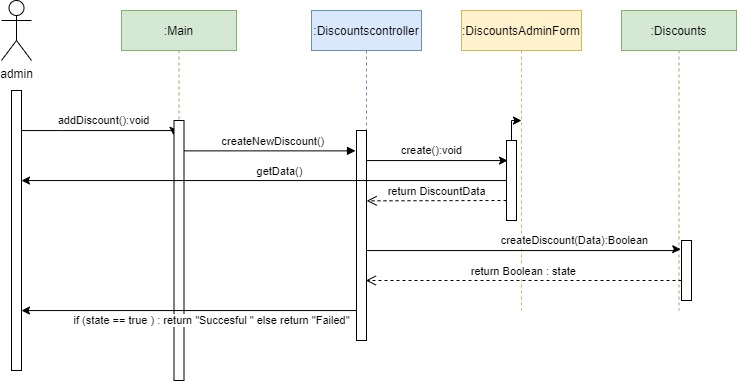 :Main
:Discountscontroller
:DiscountsAdminForm
:Discounts
admin
addDiscount():void
createNewDiscount()
create():void
getData()
return DiscountData
createDiscount(Data):Boolean
return Boolean : state
if (state == true ) : return "Succesful " else return "Failed"